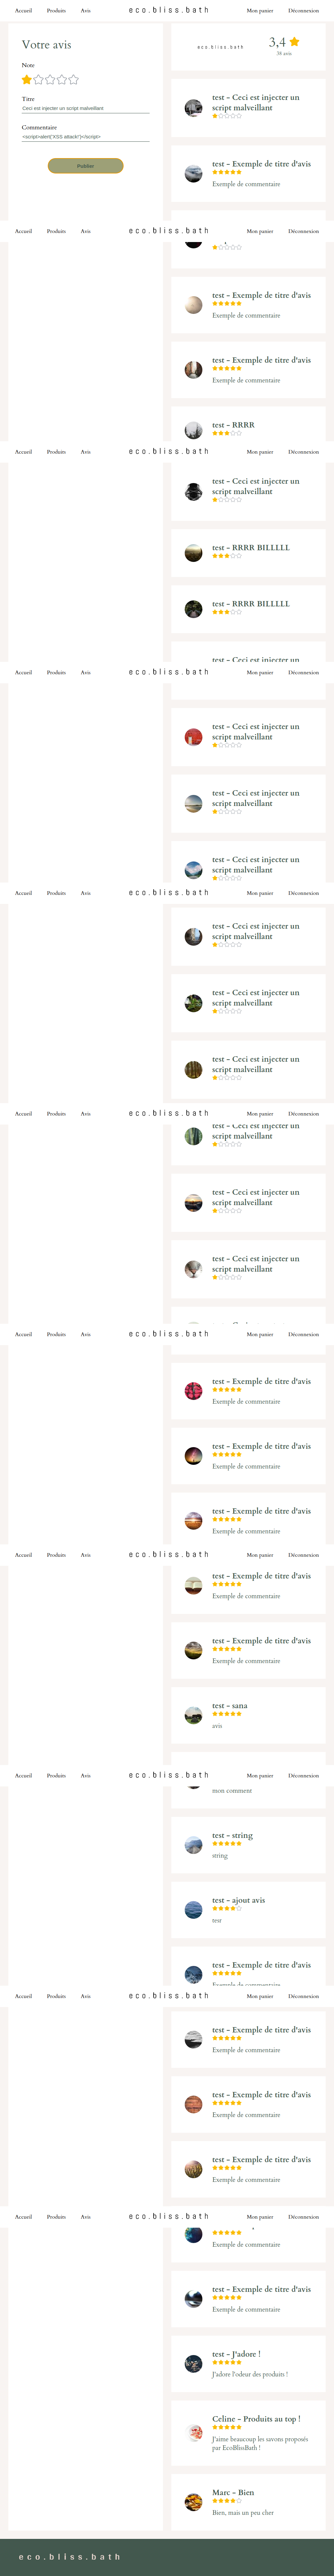 Accueil Produits Avis eco.bliss.bath Mon panier Déconnexion
Votre avis
Note
Titre
Ceci est injecter un script malveillant
Commentaire
<script>alert('XSS attack!')</script>
Publier
eco.bliss.bath
3,4
38 avis
test - Ceci est injecter un
script malveillant
test - Exemple de titre d'avis
Exemple de commentaire
Accueil Produits Avis eco.bliss.bath Mon panier Déconnexion
test - Exemple de titre d'avis
Exemple de commentaire
test - Exemple de titre d'avis
Exemple de commentaire
test - RRRR
Accueil Produits Avis eco.bliss.bath Mon panier Déconnexion
test - Ceci est injecter un
script malveillant
test - RRRR BILLLLL
test - RRRR BILLLLL
test - Ceci est injecter un
Accueil Produits Avis eco.bliss.bath Mon panier Déconnexion
test - Ceci est injecter un
script malveillant
test - Ceci est injecter un
script malveillant
test - Ceci est injecter un
script malveillant
Accueil Produits Avis eco.bliss.bath Mon panier Déconnexion
test - Ceci est injecter un
script malveillant
test - Ceci est injecter un
script malveillant
test - Ceci est injecter un
script malveillant
Accueil Produits Avis eco.bliss.bath Mon panier Déconnexion
test - Ceci est injecter un
script malveillant
test - Ceci est injecter un
script malveillant
test - Ceci est injecter un
script malveillant
Accueil Produits Avis eco.bliss.bath Mon panier Déconnexion
test - Exemple de titre d'avis
Exemple de commentaire
test - Exemple de titre d'avis
Exemple de commentaire
test - Exemple de titre d'avis
Exemple de commentaire
Accueil Produits Avis eco.bliss.bath Mon panier Déconnexion
test - Exemple de titre d'avis
Exemple de commentaire
test - Exemple de titre d'avis
Exemple de commentaire
test - sana
avis
Accueil Produits Avis eco.bliss.bath Mon panier Déconnexion
mon comment
test - string
string
test - ajout avis
tesr
test - Exemple de titre d'avis
Exemple de commentaire
Accueil Produits Avis eco.bliss.bath Mon panier Déconnexion
test - Exemple de titre d'avis
Exemple de commentaire
test - Exemple de titre d'avis
Exemple de commentaire
test - Exemple de titre d'avis
Exemple de commentaire
Accueil Produits Avis eco.bliss.bath Mon panier Déconnexion
Exemple de commentaire
test - Exemple de titre d'avis
Exemple de commentaire
test - J'adore !
J'adore l'odeur des produits !
Celine - Produits au top !
J'aime beaucoup les savons proposés
par EcoBlissBath !
Marc - Bien
Bien, mais un peu cher
eco.bliss.bath